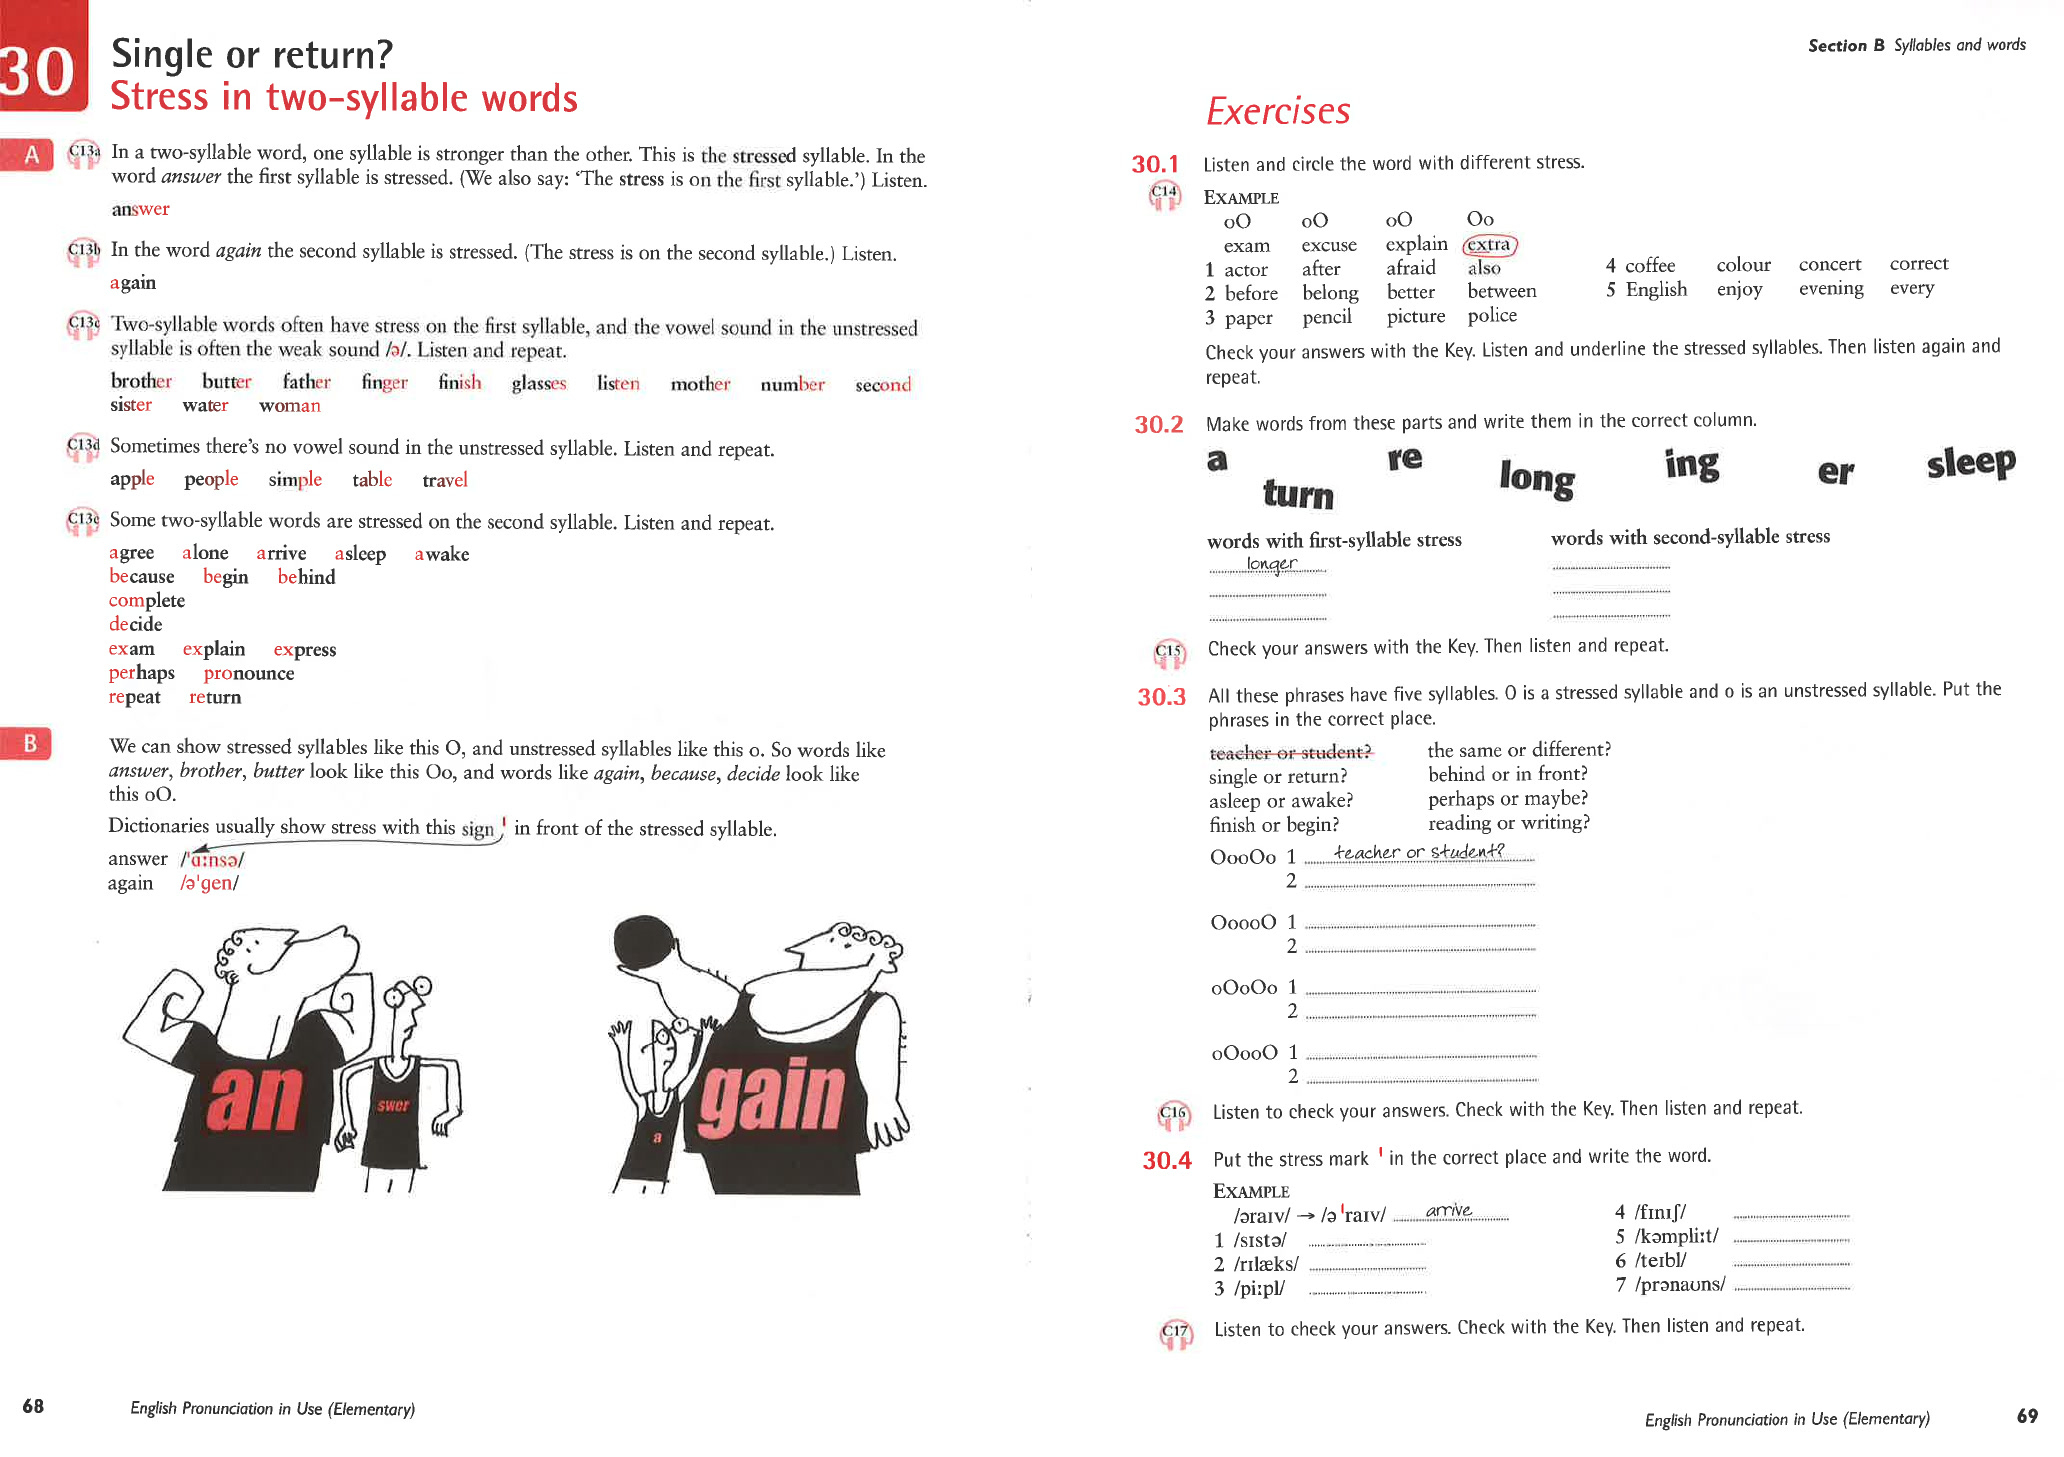 30
Single or return?
Stress in two-syllable words
A
C13a In a two-syllable word, one syllable is stronger than the other. This is the stressed syllable. In the
word answer the first syllable is stressed. (We also say: ‘The stress is on the first syllable.’) Listen.
answer
C13b In the word again the second syllable is stressed. (The stress is on the second syllable.) Listen.
again
C13c Two-syllable words often have stress on the first syllable, and the vowel sound in the unstressed
syllable is often the weak sound /ə/. Listen and repeat.
brother butter father finger finish glasses listen mother number second
sister water woman
C13d Sometimes there’s no vowel sound in the unstressed syllable. Listen and repeat.
apple people simple table travel
C13e Some two-syllable words are stressed on the second syllable. Listen and repeat.
agree alone arrive asleep awake
because begin behind
complete
decide
exam explain express
perhaps pronounce
repeat return
B
We can show stressed syllables like this O, and unstressed syllables like this o. So words like
answer, brother, butter look like this Oo, and words like again, because, decide look like
this oO.
Dictionaries usually show stress with this sign ˈ in front of the stressed syllable.
answer /ˈɑːnsə/
again /əˈgen/
an
swer
a
gain
68
English Pronunciation in Use (Elementary)
Section B Syllables and words
Exercises
30.1 Listen and circle the word with different stress.
C14
EXAMPLE
oO oO oO Oo
exam excuse explain extra
1 actor after afraid also
2 before belong better between
3 paper pencil picture police
4 coffee colour concert correct
5 English enjoy evening every
Check your answers with the Key. Listen and underline the stressed syllables. Then listen again and
repeat.
30.2 Make words from these parts and write them in the correct column.
a turn re long ing er sleep
words with first-syllable stress words with second-syllable stress
longer
C15 Check your answers with the Key. Then listen and repeat.
30.3 All these phrases have five syllables. O is a stressed syllable and o is an unstressed syllable. Put the
phrases in the correct place.
teacher or student? the same or different?
single or return? behind or in front?
asleep or awake? perhaps or maybe?
finish or begin? reading or writing?
OooOo 1 teacher or student?
2
OoooO 1
2
oOoOo 1
2
oOooO 1
2
C16 Listen to check your answers. Check with the Key. Then listen and repeat.
30.4 Put the stress mark ˈ in the correct place and write the word.
EXAMPLE
/əraɪv/ → /əˈraɪv/ arrive
1 /sɪstə/
2 /rɪlæks/
3 /piːpl/
4 /fɪnɪʃ/
5 /kəmpliːt/
6 /teɪbl/
7 /prənaʊns/
C17 Listen to check your answers. Check with the Key. Then listen and repeat.
English Pronunciation in Use (Elementary)
69